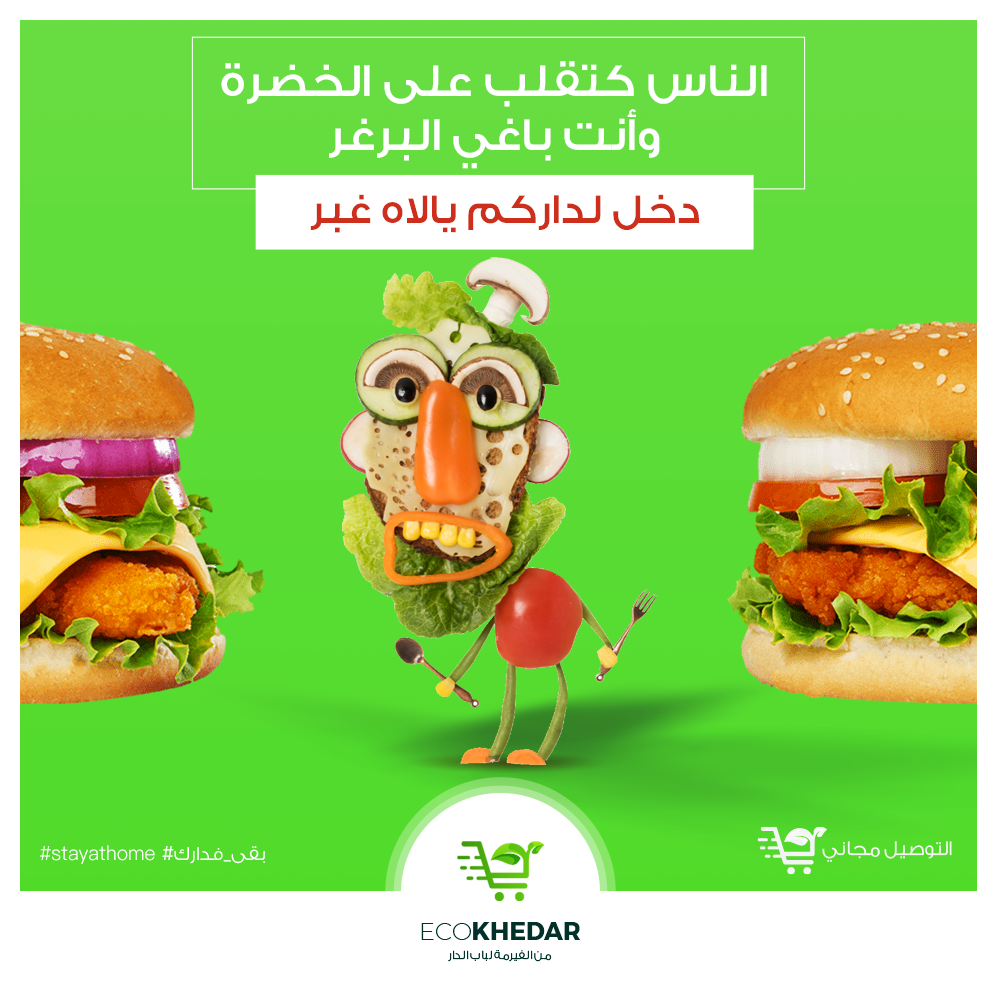 الناس كتقلب على الخضرة
وأنت باغي البرغر
دخل لداركم يالاه غبر
#stayathome #بقى_فدارك
التوصيل مجاني
ECOKHEDAR
من الفيرمة لباب الدار